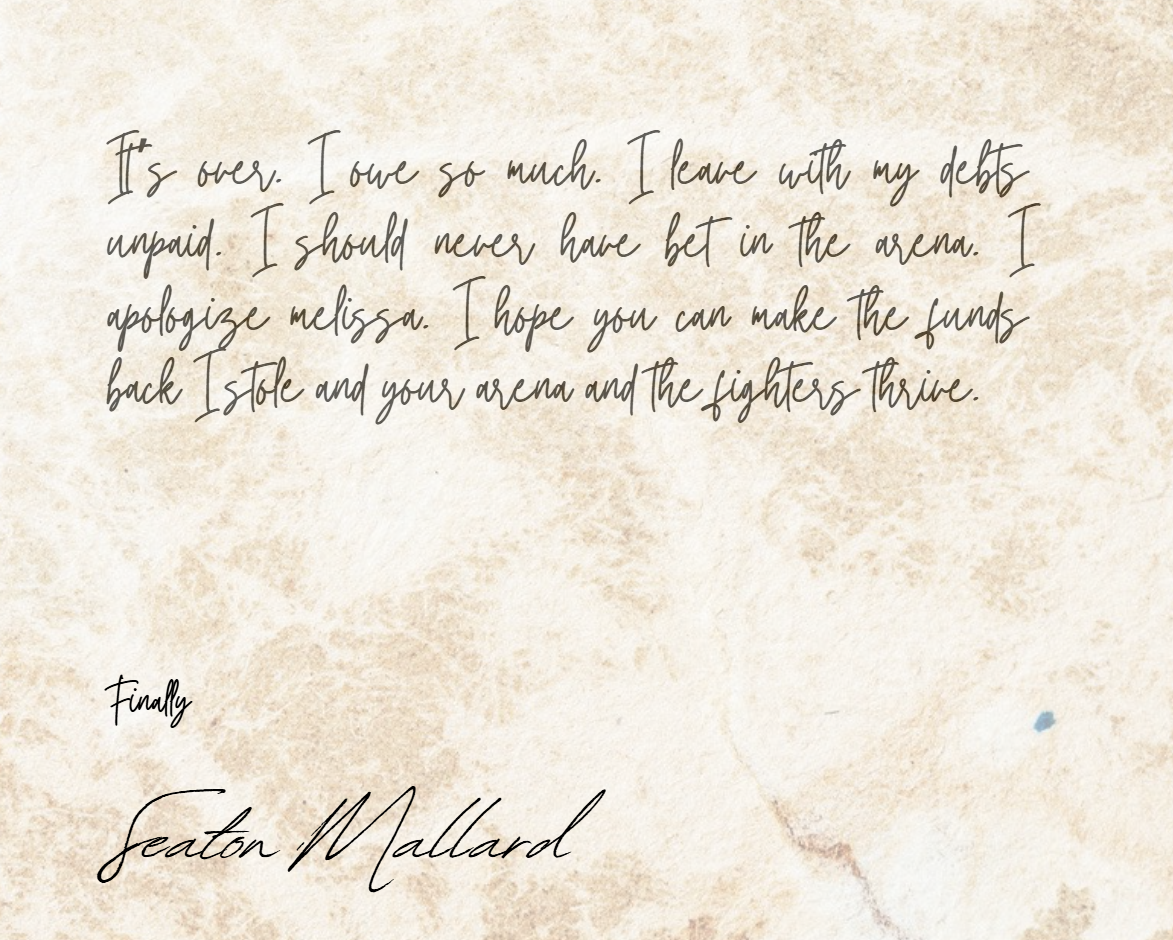 It's over. I owe so much. I leave with my debts
unpaid. I should never have bet in the arena. I
apologize melissa. I hope you can make the funds
back I stole and your arena and the fighters thrive.
Finally
Seaton Mallard